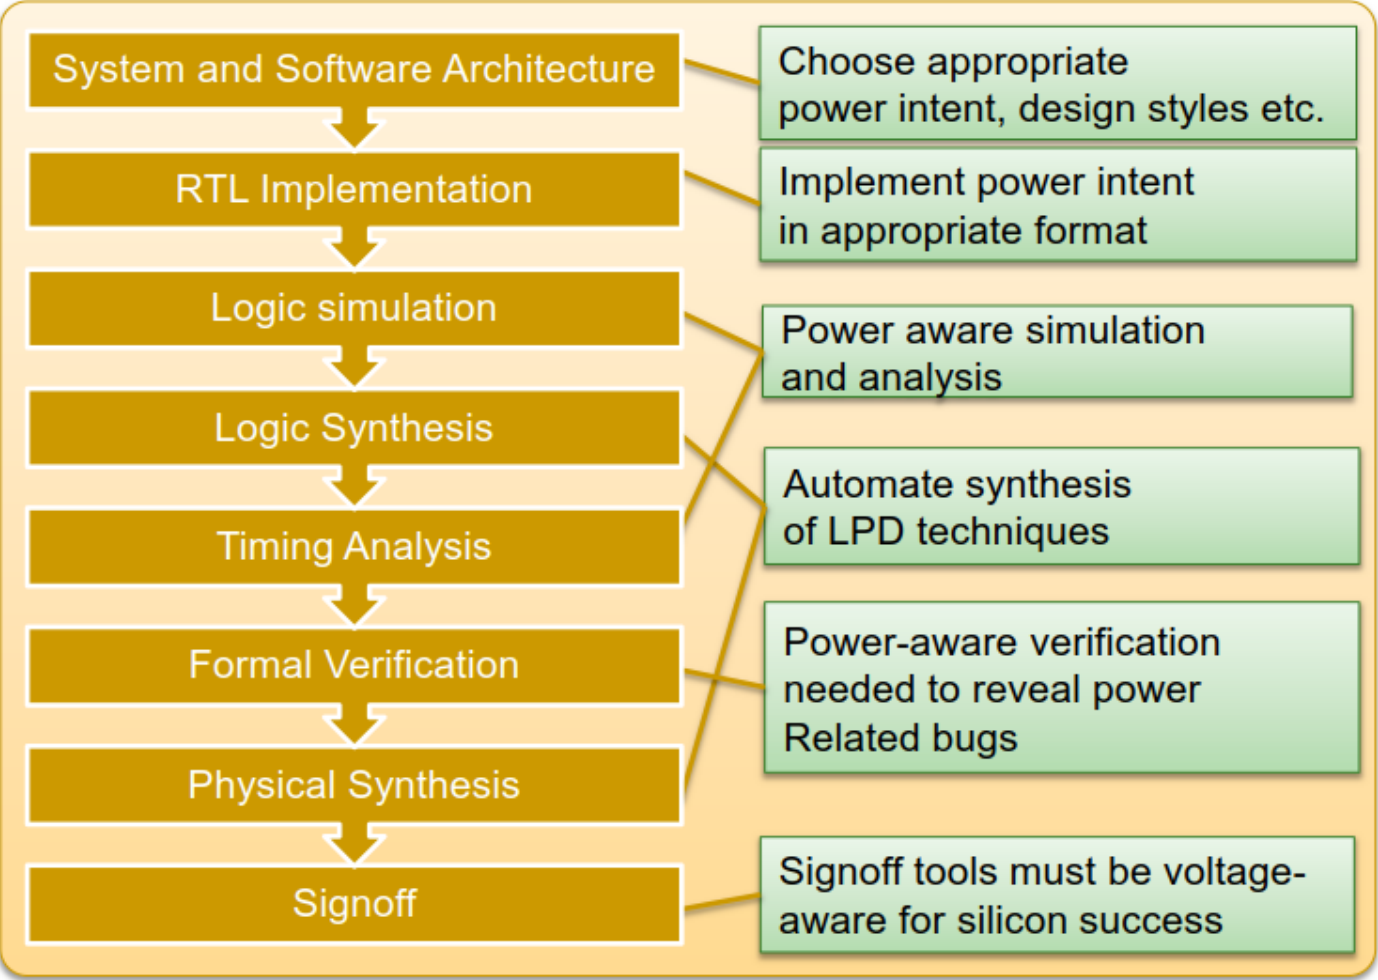 System and Software Architecture
Choose appropriate
power intent, design styles etc.
RTL Implementation
Implement power intent
in appropriate format
Logic simulation
Power aware simulation
and analysis
Logic Synthesis
Automate synthesis
of LPD techniques
Timing Analysis
Formal Verification
Power-aware verification
needed to reveal power
Related bugs
Physical Synthesis
Signoff
Signoff tools must be voltage-
aware for silicon success